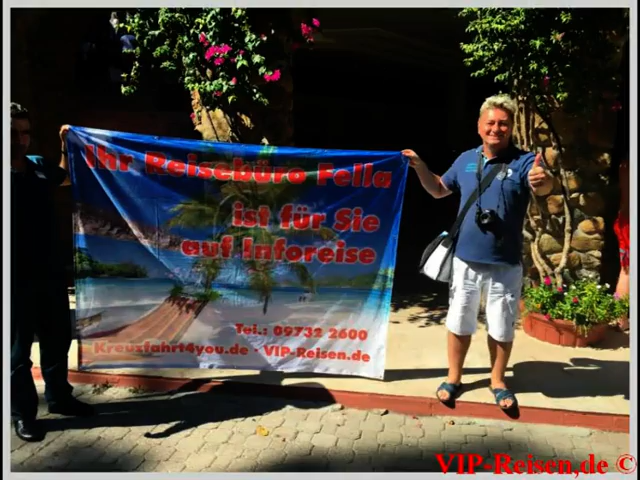 Ihr Reisebüro Fella
ist für Sie
auf Inforeise
Tel.: 09732 2600
Kreuzfahrt4you.de - VIP-Reisen.de
VIP-Reisen,de ©